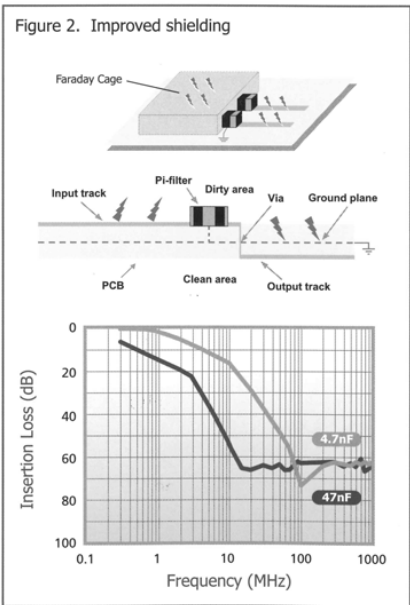 Figure 2. Improved shielding
Faraday Cage
Pi-filter
Dirty area
Input track
Via
Ground plane
PCB
Clean area
Output track
0
20
40
60
80
100
Insertion Loss (dB)
4.7nF
47nF
0.1 1 10 100 1000
Frequency (MHz)